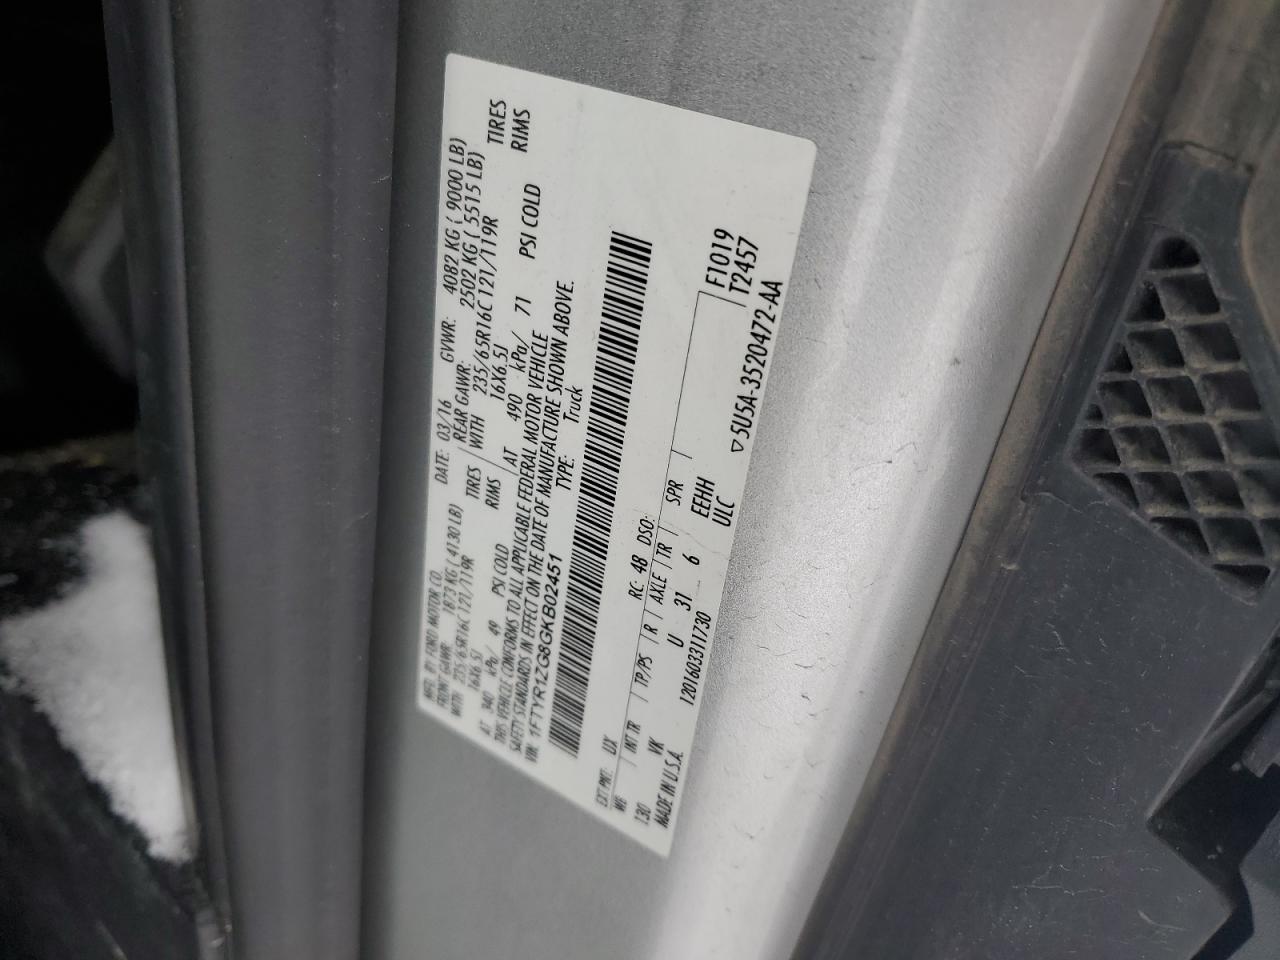 MFD. BY FORD MOTOR CO. DATE: 03/16 GVWR: 4082 KG ( 9000 LB)
FRONT GAWR: 1873 KG ( 4130 LB) REAR GAWR: 2502 KG ( 5515 LB)
WITH 235/65R16C 121/119R TIRES WITH 235/65R16C 121/119R TIRES
16X6.5J RIMS 16X6.5J RIMS
AT 340 kPa/ 49 PSI COLD AT 490 kPa/ 71 PSI COLD
THIS VEHICLE CONFORMS TO ALL APPLICABLE FEDERAL MOTOR VEHICLE
SAFETY STANDARDS IN EFFECT ON THE DATE OF MANUFACTURE SHOWN ABOVE.
VIN: 1FTYR1ZG8GKB02451 TYPE: Truck
EXT PNT: UX RC: 48 DSO:
WB INT TR TP/PS R AXLE TR SPR F1019
130 VK U 31 6 EEHH T2457
MADE IN U.S.A. 1201603311730 ULC ▽5U5A-3520472-AA